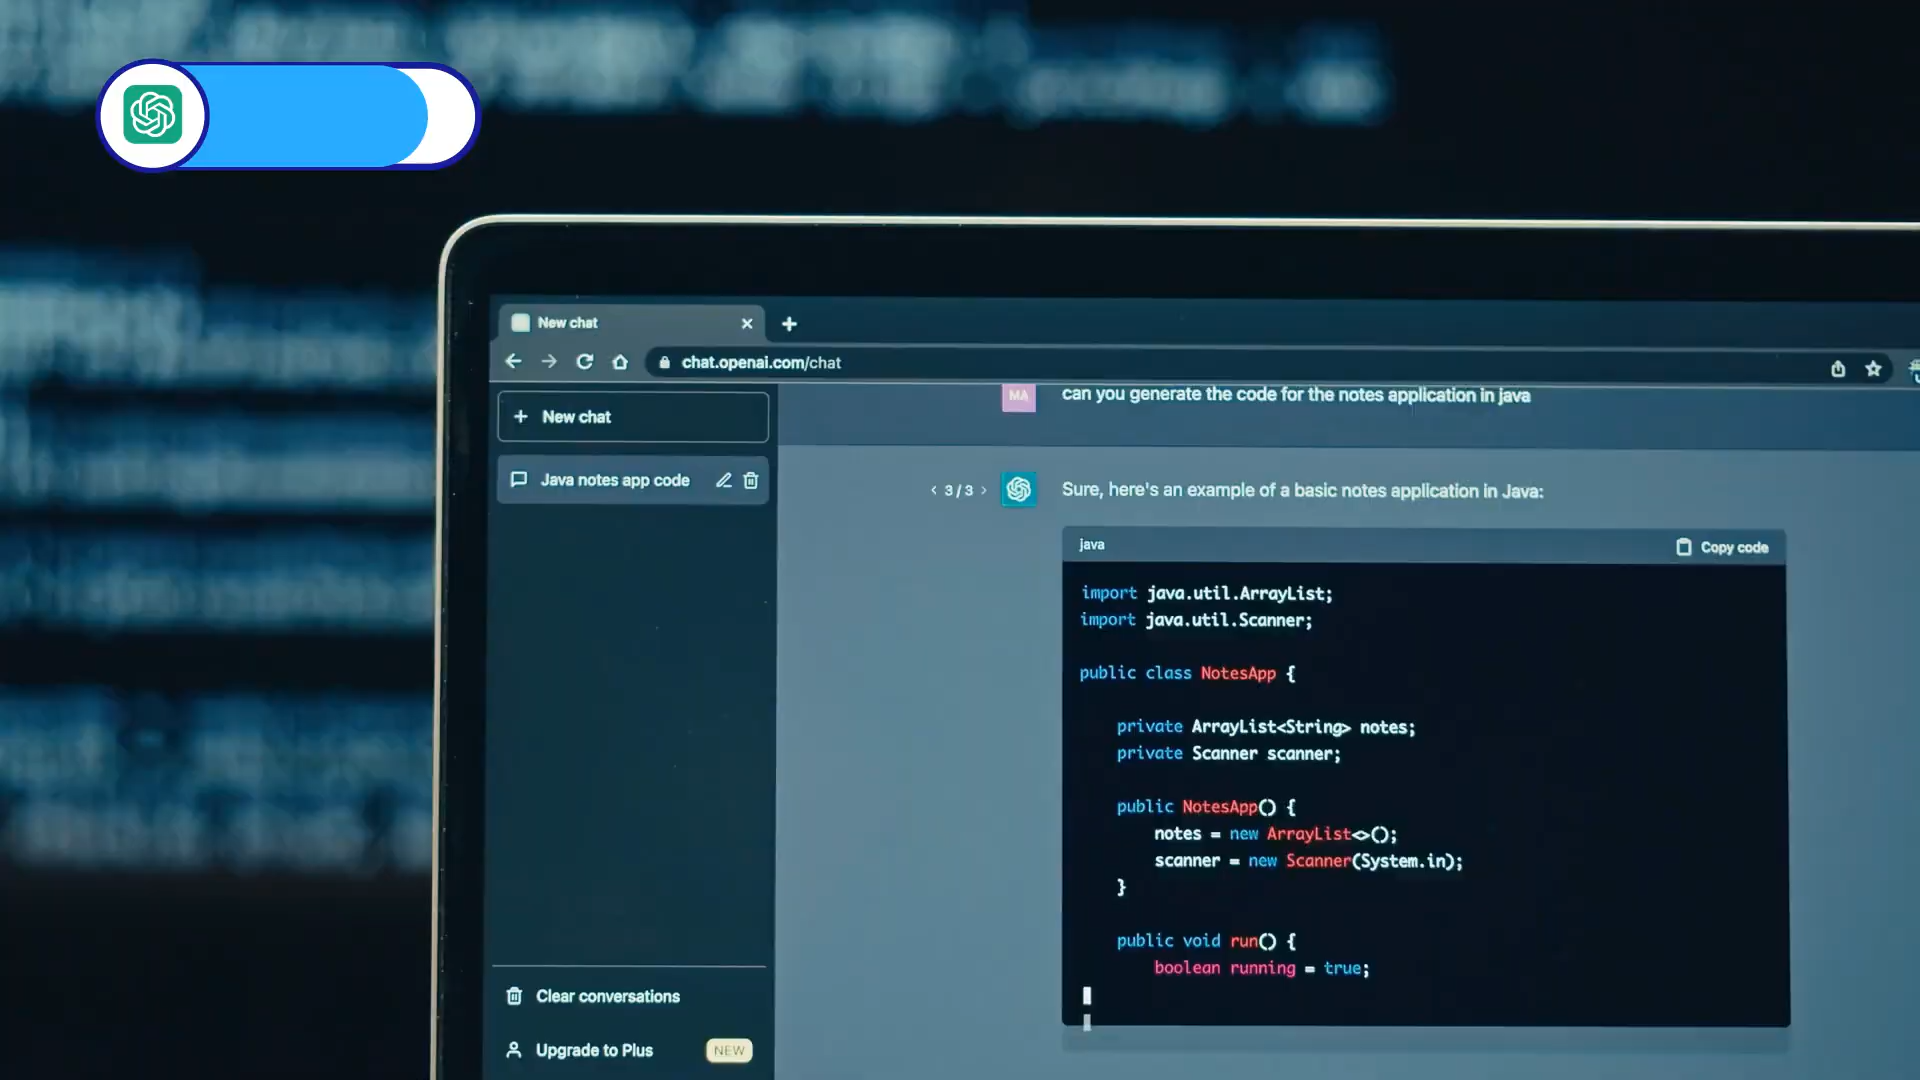 New chat
chat.openai.com/chat
New chat
Java notes app code
Clear conversations
Upgrade to Plus NEW
MA can you generate the code for the notes application in java
3/3 Sure, here's an example of a basic notes application in Java:
java Copy code
import java.util.ArrayList;
import java.util.Scanner;
public class NotesApp {
private ArrayList<String> notes;
private Scanner scanner;
public NotesApp() {
notes = new ArrayList<>();
scanner = new Scanner(System.in);
}
public void run() {
boolean running = true;